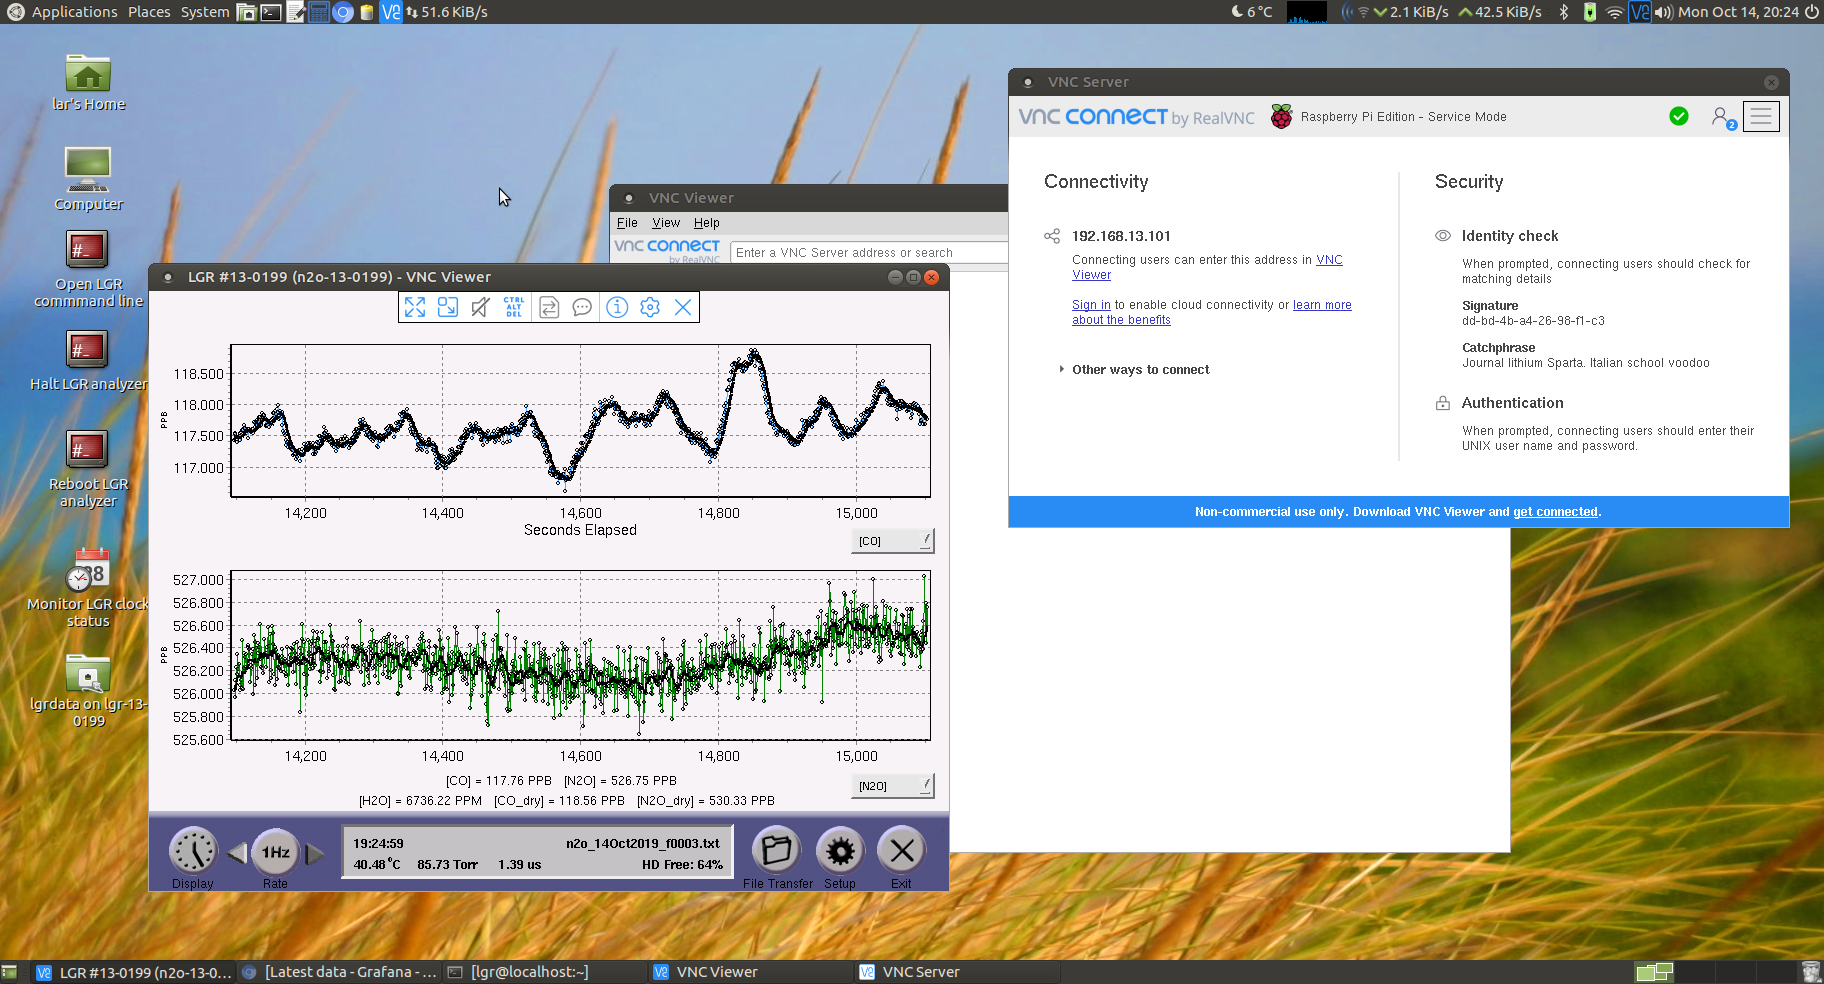 Applications Places System 51.6 KiB/s 6 °C 2.1 KiB/s 42.5 KiB/s Mon Oct 14, 20:24
lar's Home
Computer
Open LGR
commmand line
Halt LGR analyzer
Reboot LGR
analyzer
28
Monitor LGR clock
status
lgrdata on lgr-13-
0199
VNC Server
VNC CONNECT by RealVNC Raspberry Pi Edition - Service Mode
2
Connectivity
192.168.13.101
Connecting users can enter this address in VNC
Viewer
Sign in to enable cloud connectivity or learn more
about the benefits
Other ways to connect
Security
Identity check
When prompted, connecting users should check for
matching details
Signature
dd-bd-4b-a4-26-98-f1-c3
Catchphrase
Journal lithium Sparta. Italian school voodoo
Authentication
When prompted, connecting users should enter their
UNIX user name and password.
Non-commercial use only. Download VNC Viewer and get connected.
VNC Viewer
File View Help
VNC CONNECT
by RealVNC
Enter a VNC Server address or search
LGR #13-0199 (n2o-13-0199) - VNC Viewer
CTRL
ALT
DEL
118.500
118.000
117.500
117.000
PPB
14,200 14,400 14,600 14,800 15,000
Seconds Elapsed
[CO]
527.000
526.800
526.600
526.400
526.200
526.000
525.800
525.600
PPB
14,200 14,400 14,600 14,800 15,000
[CO] = 117.76 PPB [N2O] = 526.75 PPB
[N2O]
[H2O] = 6736.22 PPM [CO_dry] = 118.56 PPB [N2O_dry] = 530.33 PPB
1Hz
Display Rate
19:24:59 n2o_14Oct2019_f0003.txt
40.48°C 85.73 Torr 1.39 us HD Free: 64%
File Transfer Setup Exit
LGR #13-0199 (n2o-13-0... [Latest data - Grafana - ... [lgr@localhost:~] VNC Viewer VNC Server